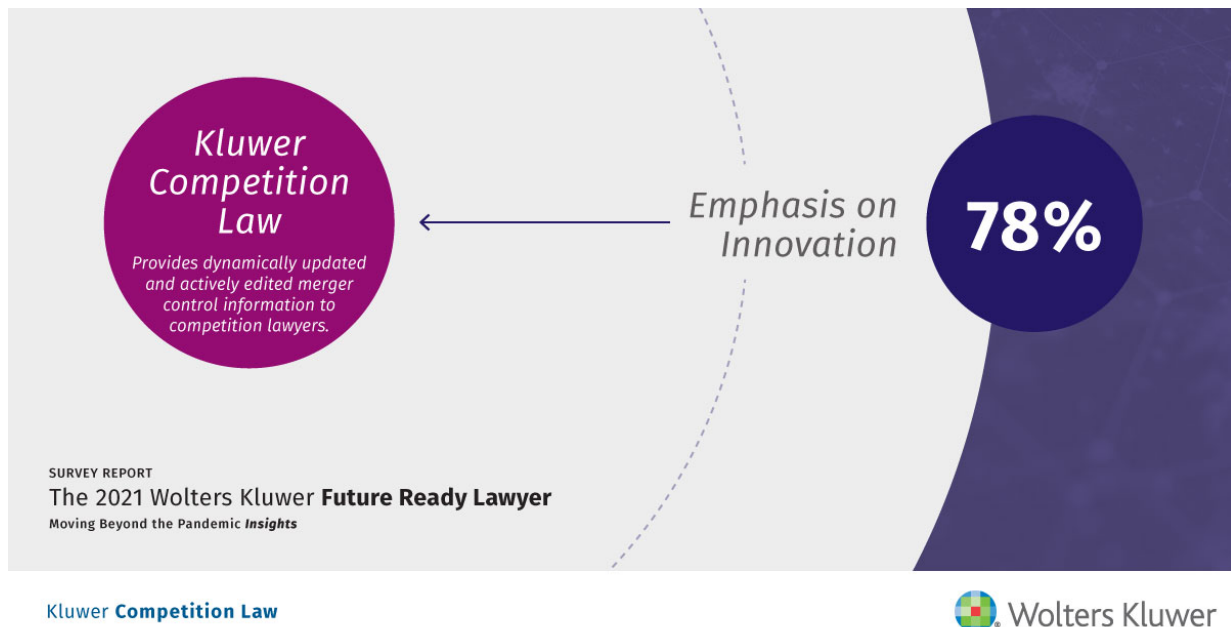 Kluwer
Competition
Law
Provides dynamically updated
and actively edited merger
control information to
competition lawyers.
Emphasis on
Innovation
78%
SURVEY REPORT
The 2021 Wolters Kluwer Future Ready Lawyer
Moving Beyond the Pandemic Insights
Kluwer Competition Law
Wolters Kluwer